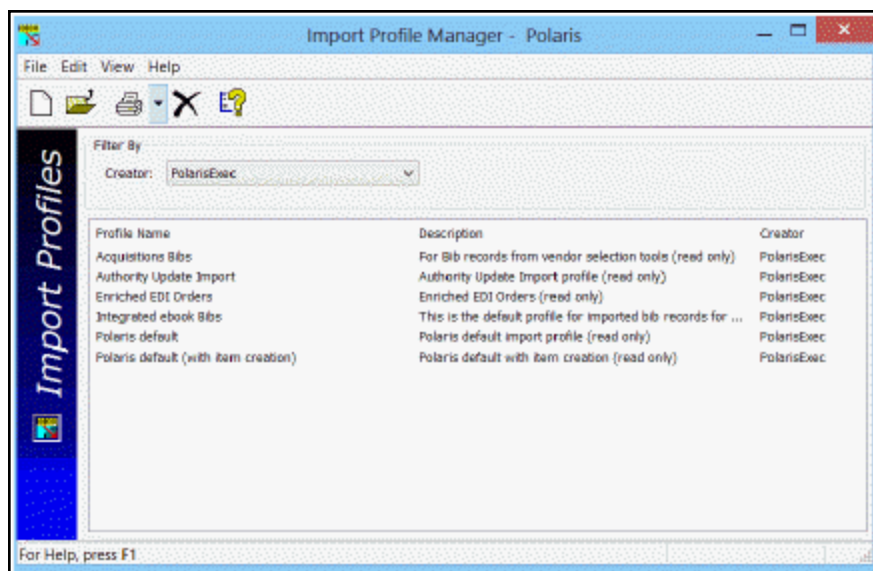 Import Profile Manager - Polaris
File Edit View Help
Import Profiles
Filter By
Creator: PolarisExec
Profile Name Description Creator
Acquisitions Bibs For Bib records from vendor selection tools (read only) PolarisExec
Authority Update Import Authority Update Import profile (read only) PolarisExec
Enriched EDI Orders Enriched EDI Orders (read only) PolarisExec
Integrated ebook Bibs This is the default profile for imported bib records for ... PolarisExec
Polaris default Polaris default import profile (read only) PolarisExec
Polaris default (with item creation) Polaris default with item creation (read only) PolarisExec
For Help, press F1